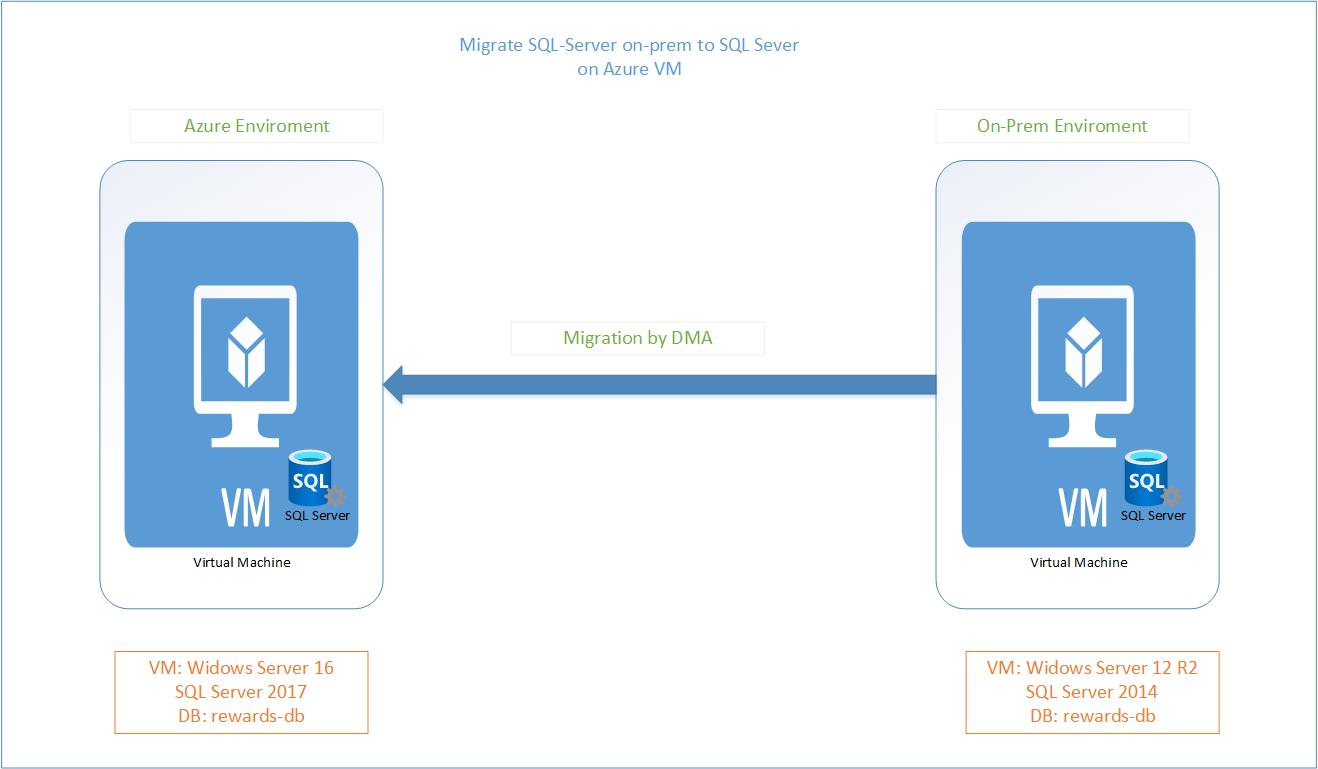 Migrate SQL-Server on-prem to SQL Sever
on Azure VM
Azure Enviroment
On-Prem Enviroment
Migration by DMA
SQL
VM
SQL Server
Virtual Machine
SQL
VM
SQL Server
Virtual Machine
VM: Widows Server 16
SQL Server 2017
DB: rewards-db
VM: Widows Server 12 R2
SQL Server 2014
DB: rewards-db